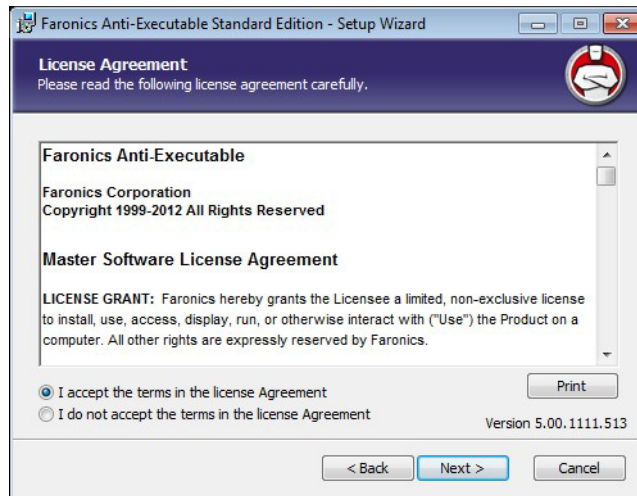 Faronics Anti-Executable Standard Edition - Setup Wizard
License Agreement
Please read the following license agreement carefully.
Faronics Anti-Executable
Faronics Corporation
Copyright 1999-2012 All Rights Reserved
Master Software License Agreement
LICENSE GRANT: Faronics hereby grants the Licensee a limited, non-exclusive license
to install, use, access, display, run, or otherwise interact with ("Use") the Product on a
computer. All other rights are expressly reserved by Faronics.
I accept the terms in the license Agreement
Print
I do not accept the terms in the license Agreement
Version 5.00.1111.513
< Back Next > Cancel